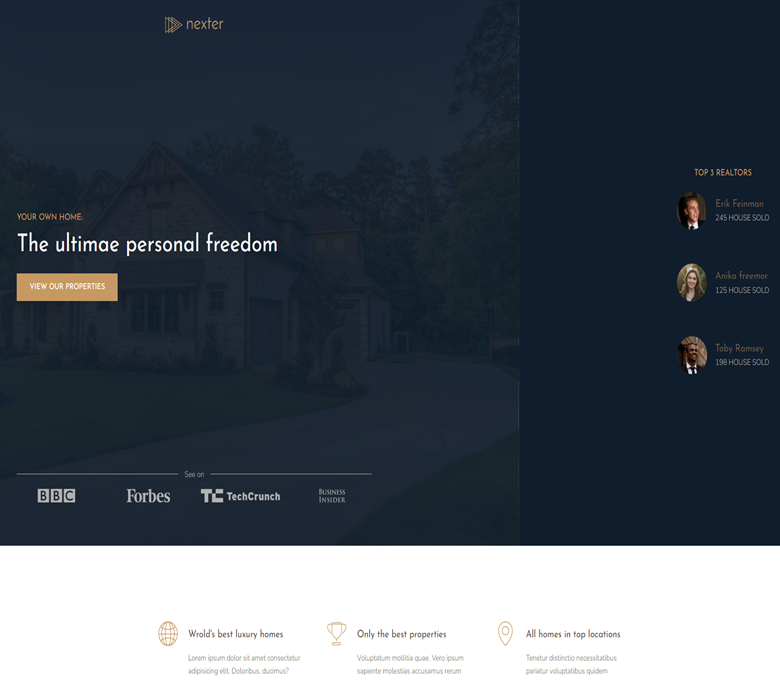 nexter
YOUR OWN HOME:
The ultimae personal freedom
VIEW OUR PROPERTIES
See on
BBC
Forbes
TC TechCrunch
BUSINESS
INSIDER
TOP 3 REALTORS
Erik Feinman
245 HOUSE SOLD
Anika freemor
125 HOUSE SOLD
Toby Ramsey
198 HOUSE SOLD
Wrold's best luxury homes
Lorem ipsum dolor sit amet consectetur
adipisicing elit. Doloribus, ducimus?
Only the best properties
Voluptatum mollitia quae. Vero ipsum
sapiente molestias accusamus rerum
All homes in top locations
Tenetur distinctio necessitatibus
pariatur voluptatibus quidem